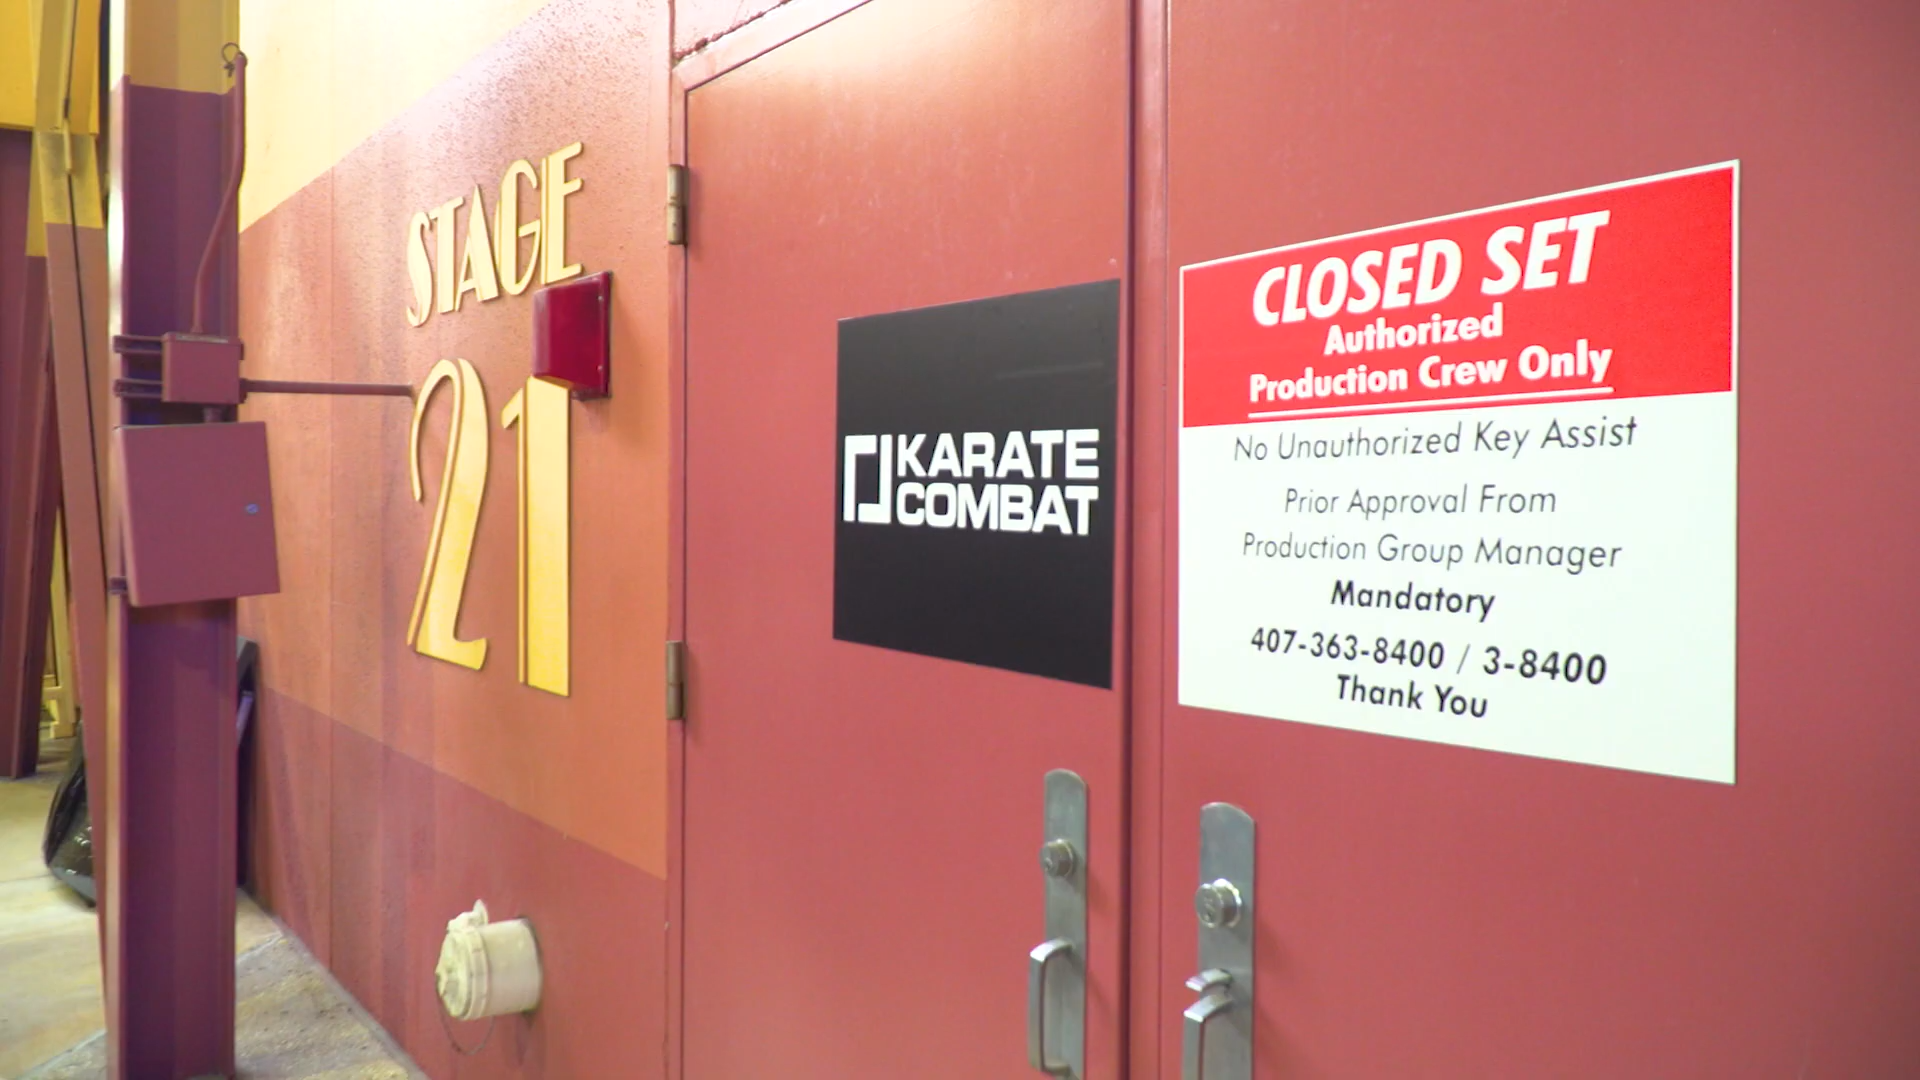 STAGE
21
KARATE
COMBAT
CLOSED SET
Authorized
Production Crew Only
No Unauthorized Key Assist
Prior Approval From
Production Group Manager
Mandatory
407-363-8400 / 3-8400
Thank You